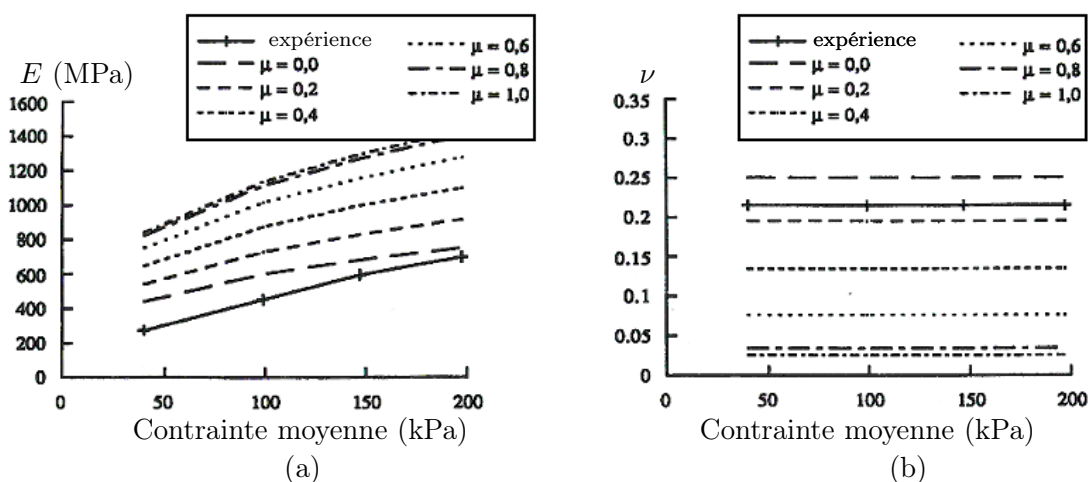 expérience
μ = 0,0
μ = 0,2
μ = 0,4
μ = 0,6
μ = 0,8
μ = 1,0
E (MPa)
1600
1400
1200
1000
800
600
400
200
0
0 50 100 150 200
Contrainte moyenne (kPa)
(a)
expérience
μ = 0,0
μ = 0,2
μ = 0,4
μ = 0,6
μ = 0,8
μ = 1,0
ν
0.35
0.3
0.25
0.2
0.15
0.1
0.05
0
0 50 100 150 200
Contrainte moyenne (kPa)
(b)